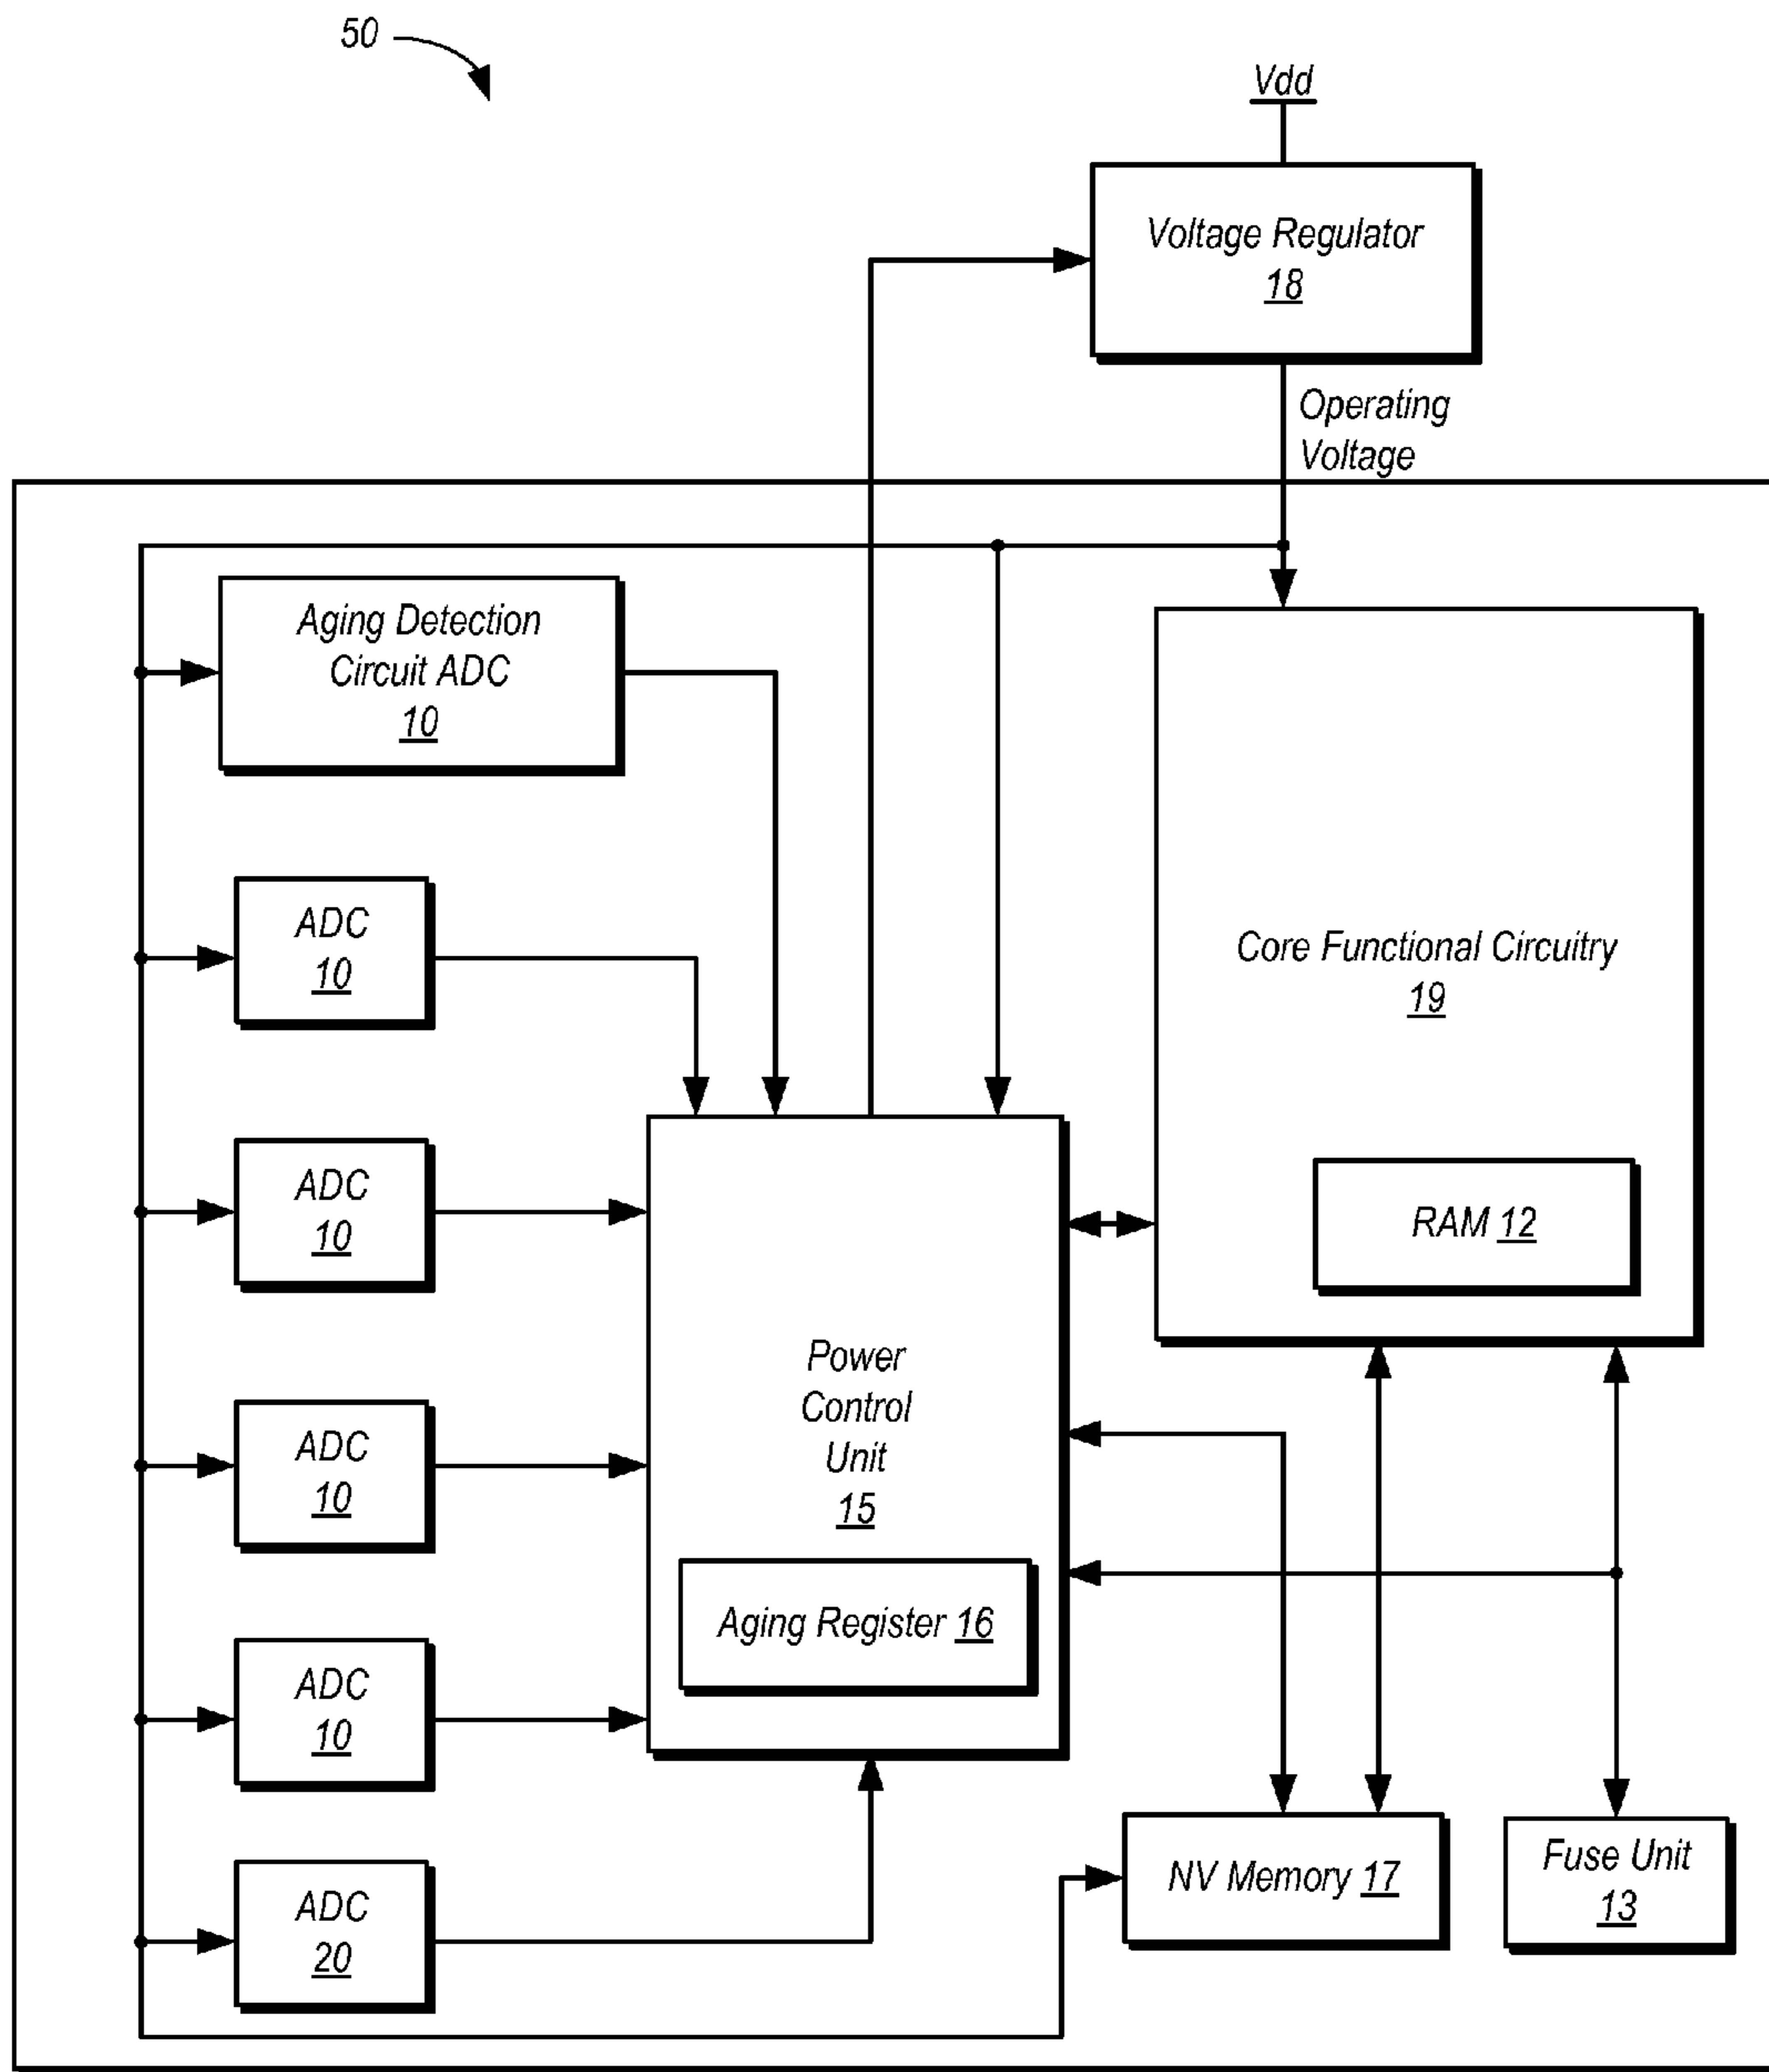 50
Vdd
Voltage Regulator
18
Operating
Voltage
Aging Detection
Circuit ADC
10
ADC
10
Core Functional Circuitry
19
ADC
10
RAM 12
Power
Control
Unit
15
ADC
10
Aging Register 16
ADC
10
NV Memory 17
Fuse Unit
13
ADC
20